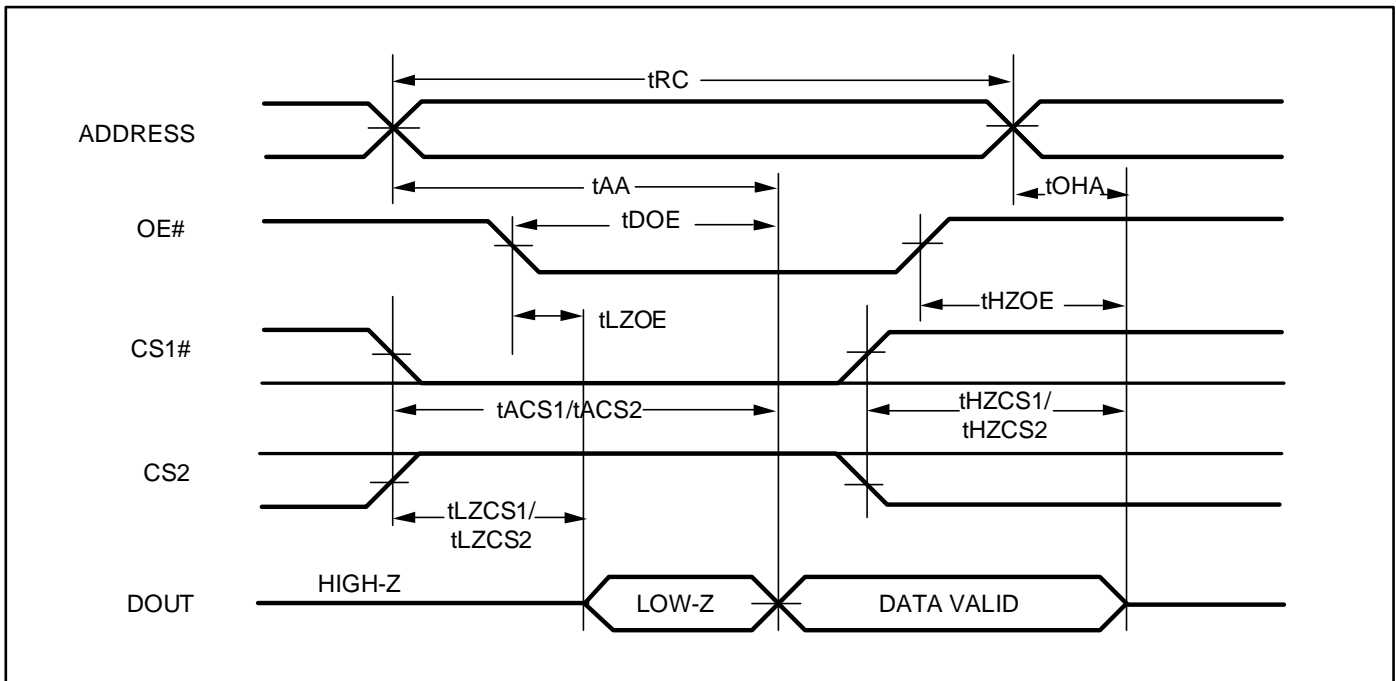 tRC
ADDRESS
tAA
tOHA
OE#
tDOE
tHZOE
tLZOE
CS1#
tACS1/tACS2
tHZCS1/
tHZCS2
CS2
tLZCS1/
tLZCS2
HIGH-Z
DOUT
LOW-Z
DATA VALID